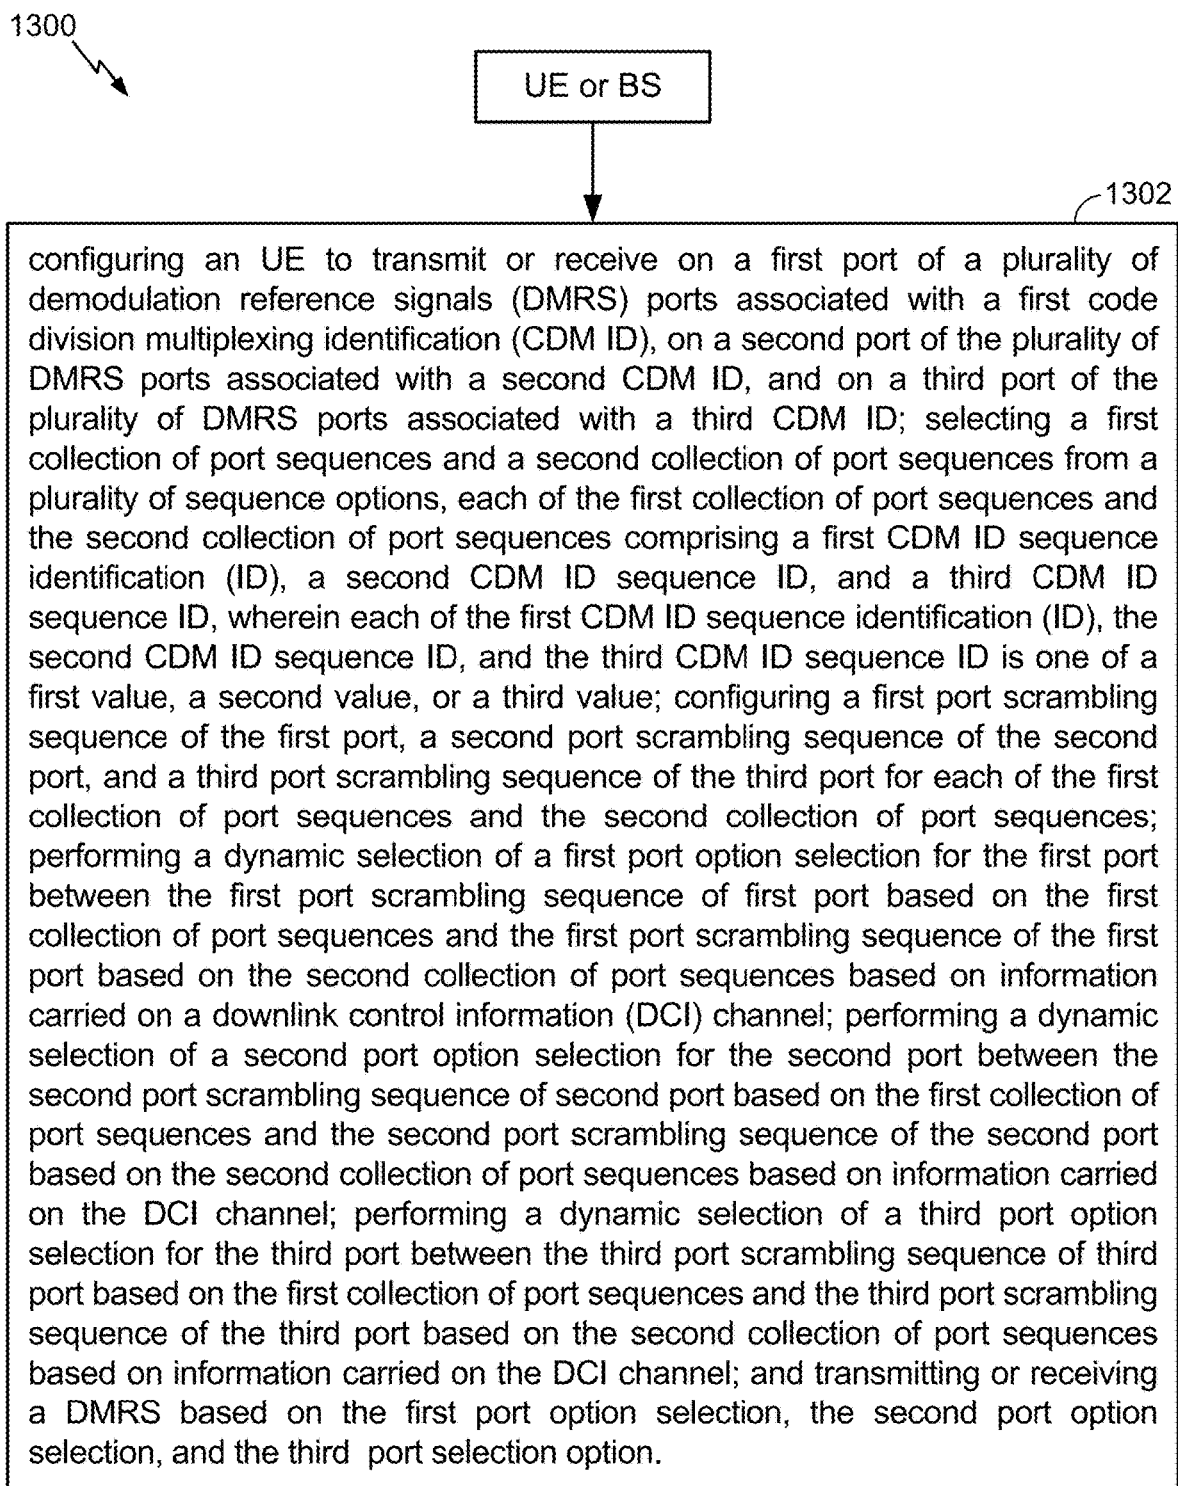 1300
UE or BS
1302
configuring an UE to transmit or receive on a first port of a plurality of
demodulation reference signals (DMRS) ports associated with a first code
division multiplexing identification (CDM ID), on a second port of the plurality of
DMRS ports associated with a second CDM ID, and on a third port of the
plurality of DMRS ports associated with a third CDM ID; selecting a first
collection of port sequences and a second collection of port sequences from a
plurality of sequence options, each of the first collection of port sequences and
the second collection of port sequences comprising a first CDM ID sequence
identification (ID), a second CDM ID sequence ID, and a third CDM ID
sequence ID, wherein each of the first CDM ID sequence identification (ID), the
second CDM ID sequence ID, and the third CDM ID sequence ID is one of a
first value, a second value, or a third value; configuring a first port scrambling
sequence of the first port, a second port scrambling sequence of the second
port, and a third port scrambling sequence of the third port for each of the first
collection of port sequences and the second collection of port sequences;
performing a dynamic selection of a first port option selection for the first port
between the first port scrambling sequence of first port based on the first
collection of port sequences and the first port scrambling sequence of the first
port based on the second collection of port sequences based on information
carried on a downlink control information (DCI) channel; performing a dynamic
selection of a second port option selection for the second port between the
second port scrambling sequence of second port based on the first collection of
port sequences and the second port scrambling sequence of the second port
based on the second collection of port sequences based on information carried
on the DCI channel; performing a dynamic selection of a third port option
selection for the third port between the third port scrambling sequence of third
port based on the first collection of port sequences and the third port scrambling
sequence of the third port based on the second collection of port sequences
based on information carried on the DCI channel; and transmitting or receiving
a DMRS based on the first port option selection, the second port option
selection, and the third port selection option.